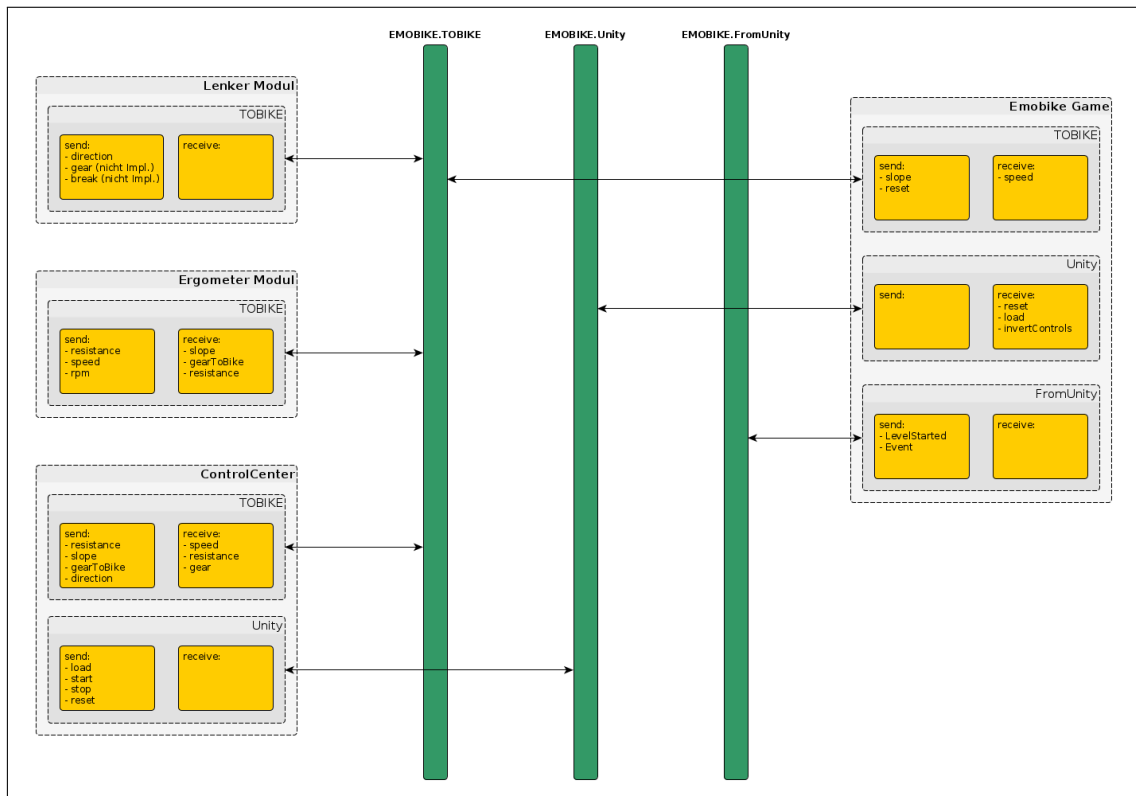 EMOBIKE.TOBIKE
EMOBIKE.Unity
EMOBIKE.FromUnity
Lenker Modul
TOBIKE
send:
- direction
- gear (nicht Impl.)
- break (nicht Impl.)
receive:
Ergometer Modul
TOBIKE
send:
- resistance
- speed
- rpm
receive:
- slope
- gearToBike
- resistance
ControlCenter
TOBIKE
send:
- resistance
- slope
- gearToBike
- direction
receive:
- speed
- resistance
- gear
Unity
send:
- load
- start
- stop
- reset
receive:
Emobike Game
TOBIKE
send:
- slope
- reset
receive:
- speed
Unity
send:
receive:
- reset
- load
- invertControls
FromUnity
send:
- LevelStarted
- Event
receive: